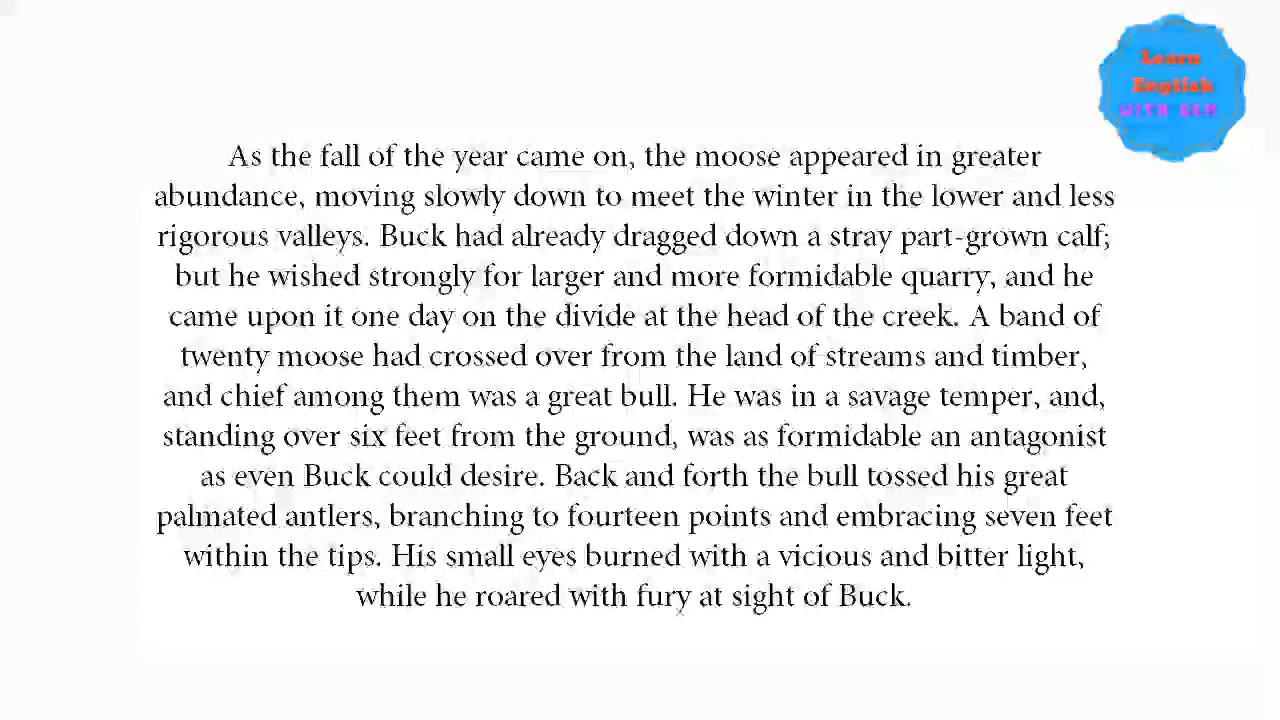 Learn
English
WITH GEM
As the fall of the year came on, the moose appeared in greater
abundance, moving slowly down to meet the winter in the lower and less
rigorous valleys. Buck had already dragged down a stray part-grown calf;
but he wished strongly for larger and more formidable quarry, and he
came upon it one day on the divide at the head of the creek. A band of
twenty moose had crossed over from the land of streams and timber,
and chief among them was a great bull. He was in a savage temper, and,
standing over six feet from the ground, was as formidable an antagonist
as even Buck could desire. Back and forth the bull tossed his great
palmated antlers, branching to fourteen points and embracing seven feet
within the tips. His small eyes burned with a vicious and bitter light,
while he roared with fury at sight of Buck.